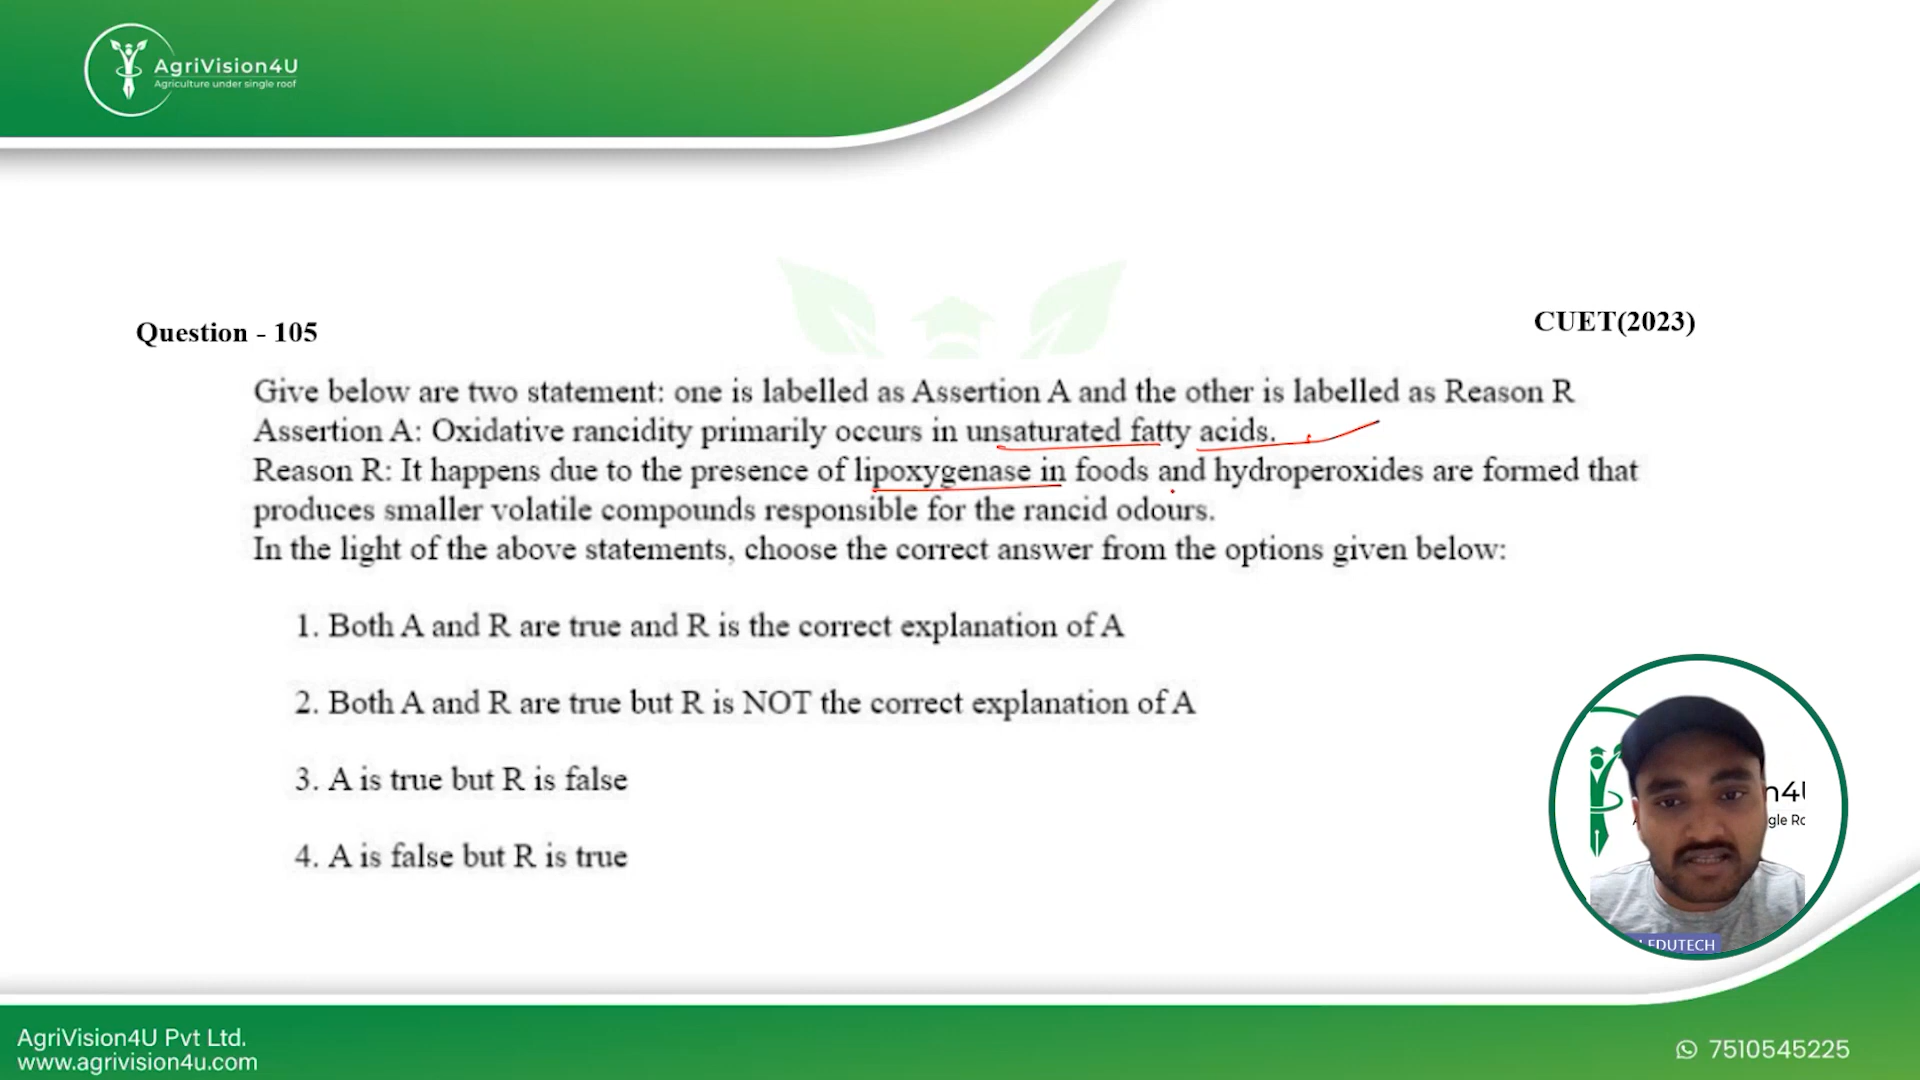 AgriVision4U
Agriculture under single roof
Question - 105
CUET(2023)
Give below are two statement: one is labelled as Assertion A and the other is labelled as Reason R
Assertion A: Oxidative rancidity primarily occurs in unsaturated fatty acids.
Reason R: It happens due to the presence of lipoxygenase in foods and hydroperoxides are formed that
produces smaller volatile compounds responsible for the rancid odours.
In the light of the above statements, choose the correct answer from the options given below:
1. Both A and R are true and R is the correct explanation of A
2. Both A and R are true but R is NOT the correct explanation of A
3. A is true but R is false
4. A is false but R is true
n4U
gle Ro
EDUTECH
AgriVision4U Pvt Ltd.
www.agrivision4u.com
7510545225